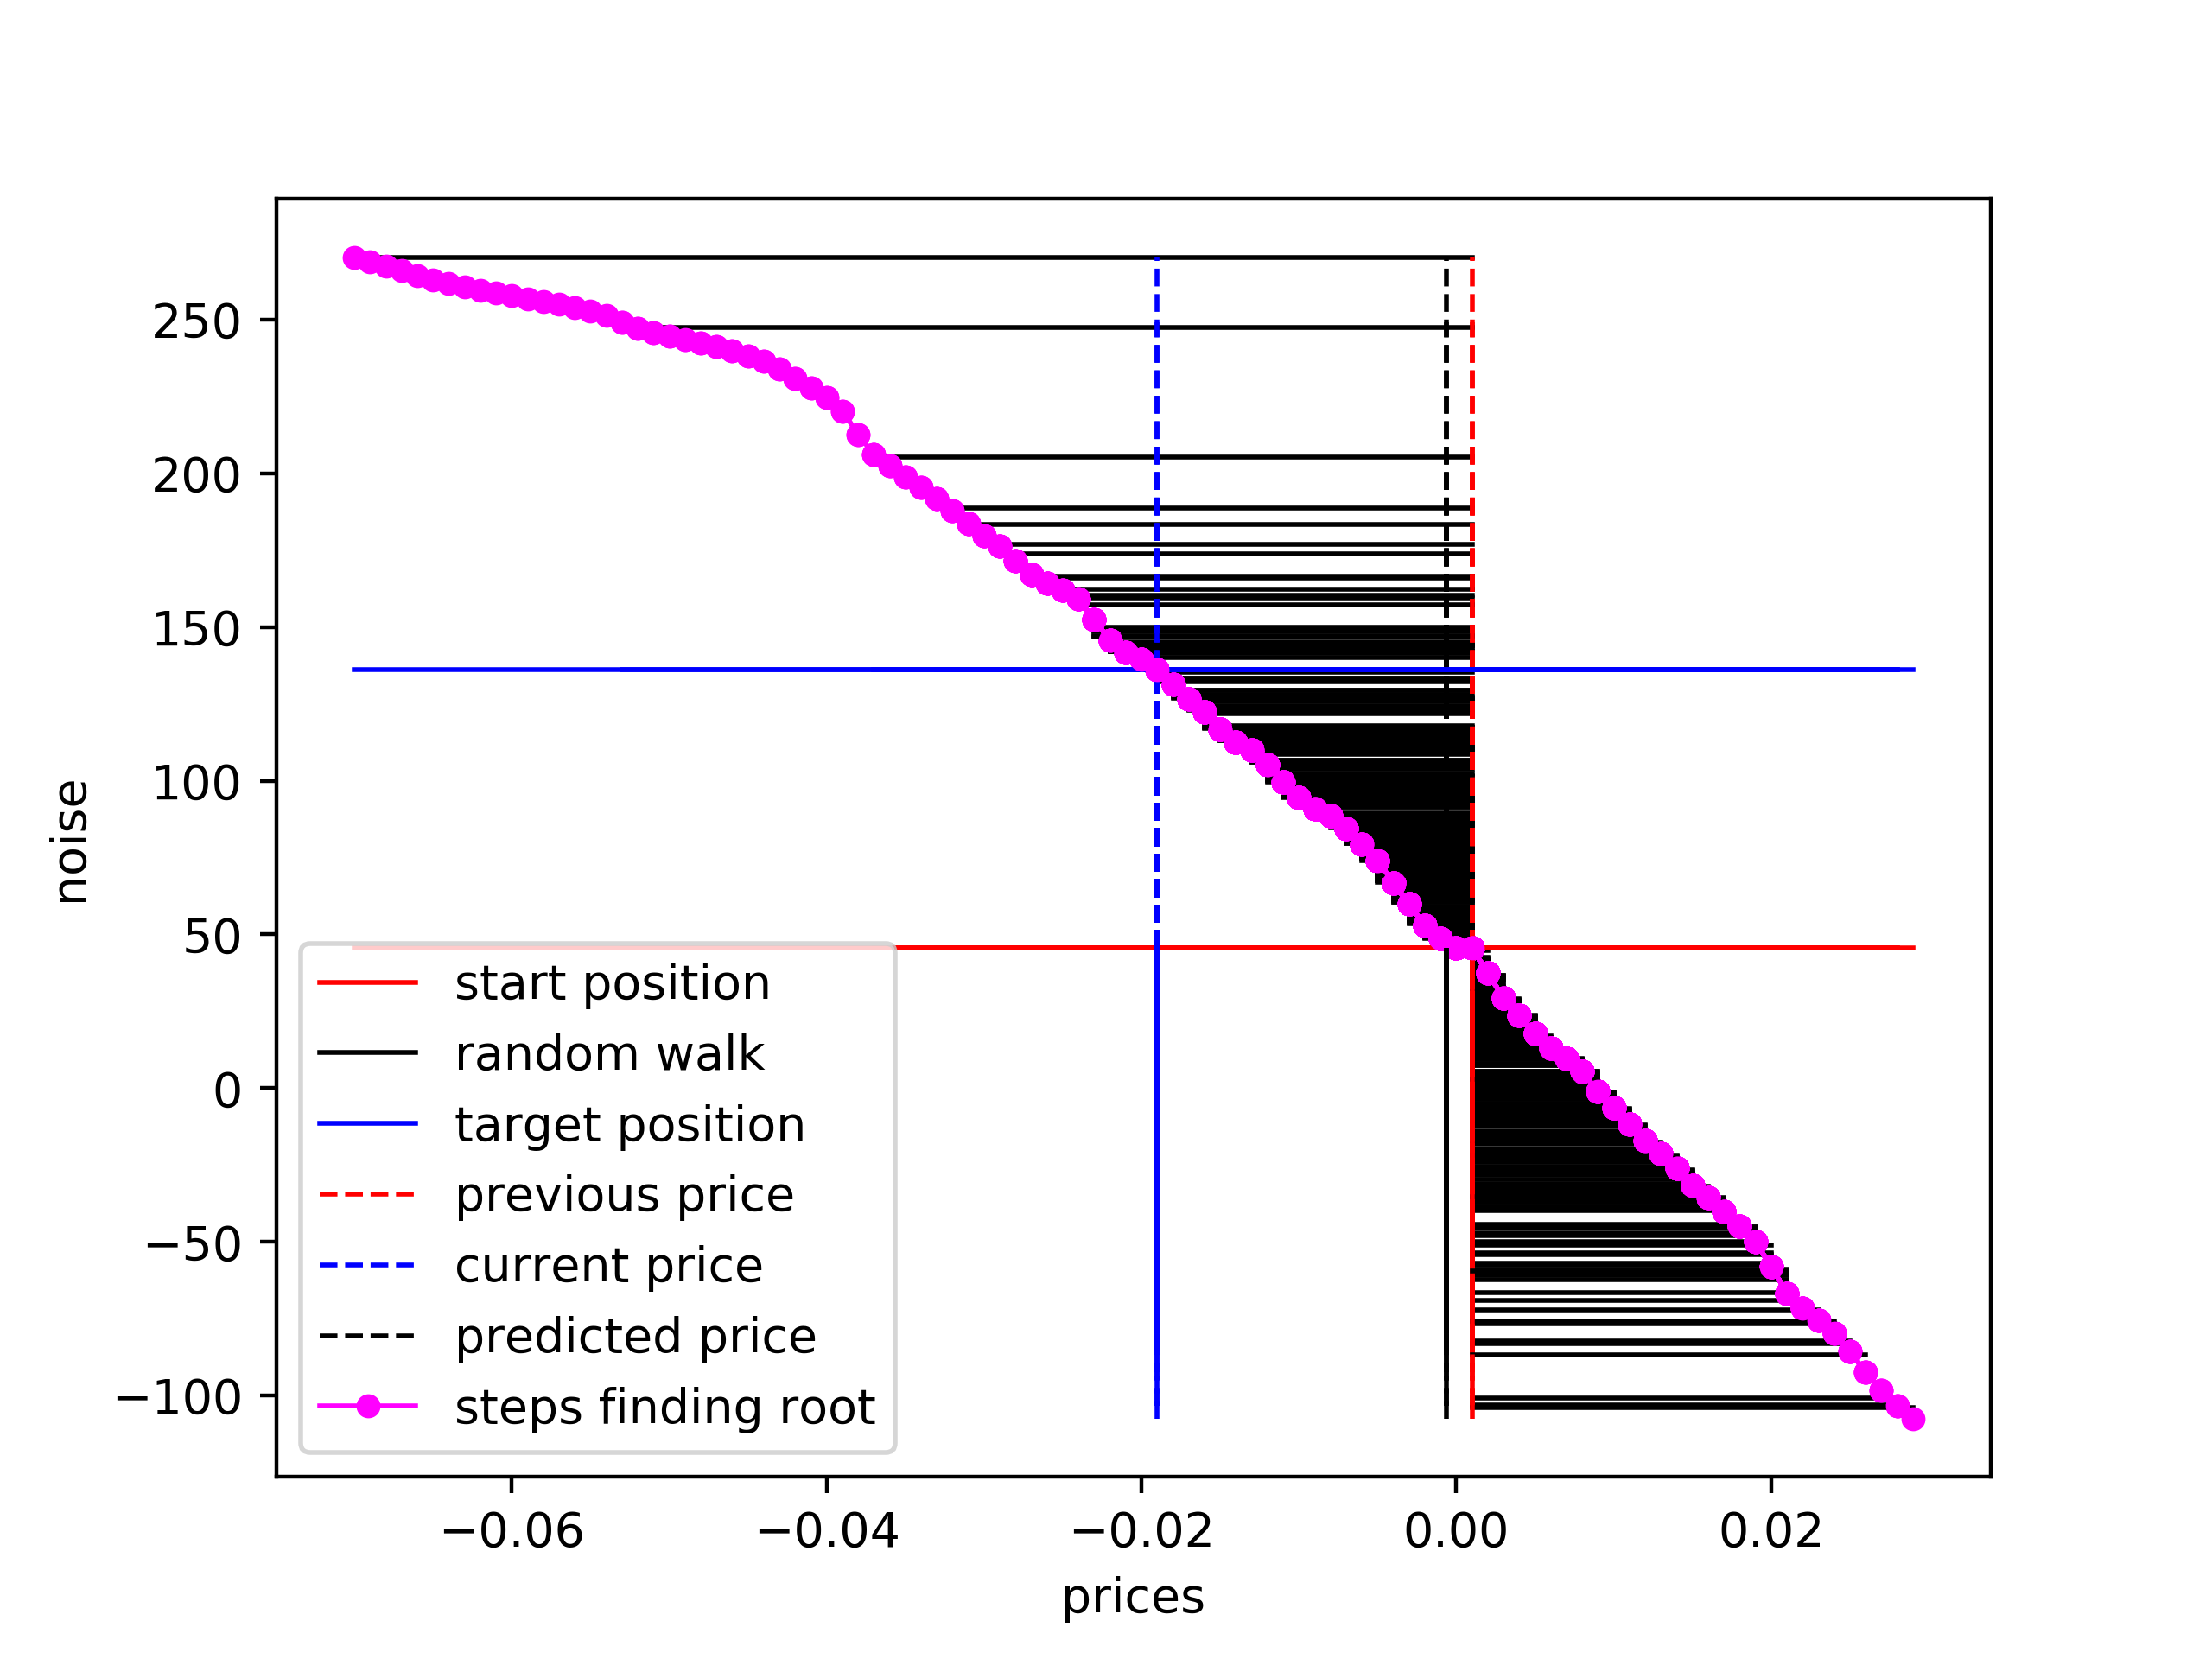 250
200
150
100
50
0
−50
−100
noise
start position
random walk
target position
previous price
current price
predicted price
steps finding root
−0.06 −0.04 −0.02 0.00 0.02
prices